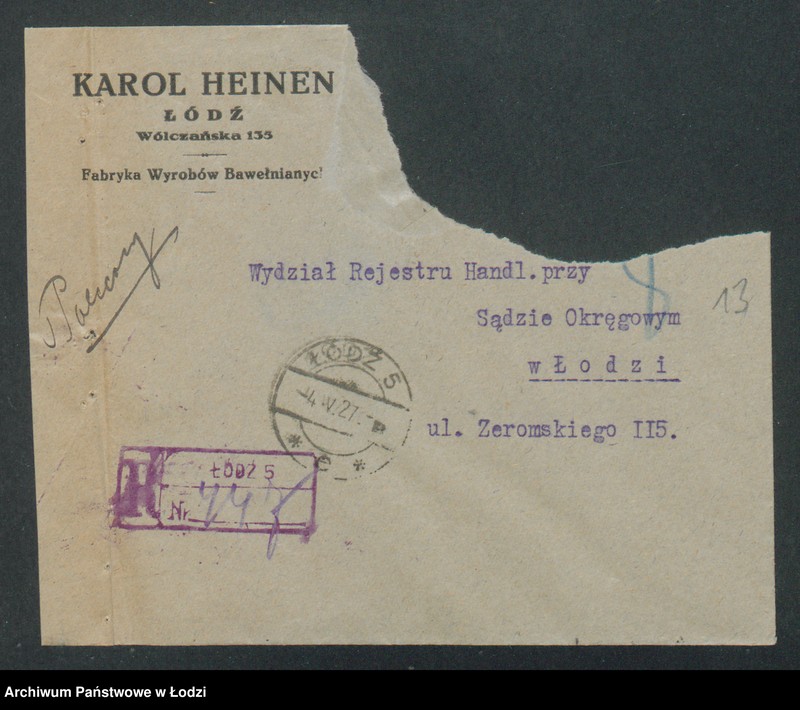 KAROL HEINEN
ŁÓDŹ
Wólczańska 135
Fabryka Wyrobów Bawełnianyc
Polecony
Wydział Rejestru Handl.przy
Sądzie Okręgowym
w Łodzi
ul. Zeromskiego II5.
13
ŁÓDŹ 5
-4.V.27.
* c *
R
ŁÓDŹ 5
Nr
Archiwum Państwowe w Łodzi